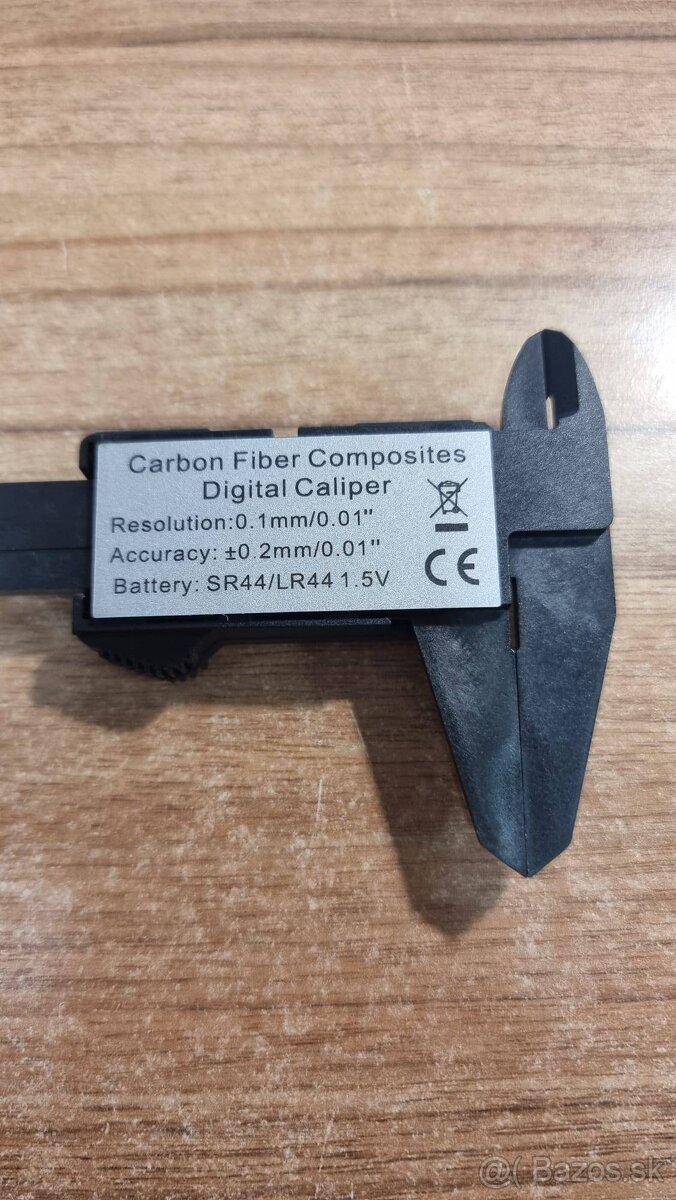 Carbon Fiber Composites
Digital Caliper
Resolution:0.1mm/0.01"
Accuracy: ±0.2mm/0.01"
Battery: SR44/LR44 1.5V
CE
@( Bazos.sk